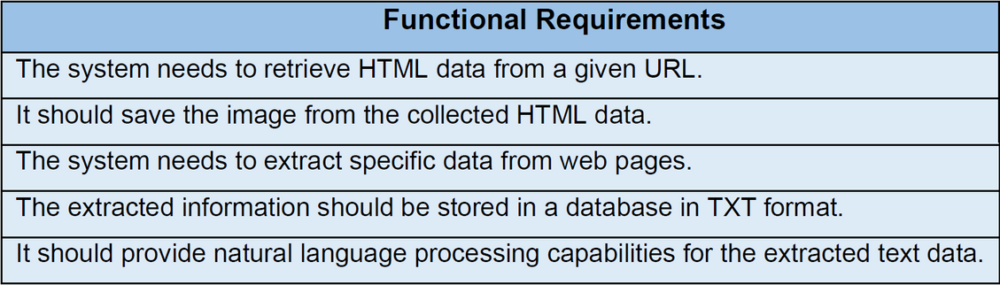 Functional Requirements
The system needs to retrieve HTML data from a given URL.
It should save the image from the collected HTML data.
The system needs to extract specific data from web pages.
The extracted information should be stored in a database in TXT format.
It should provide natural language processing capabilities for the extracted text data.